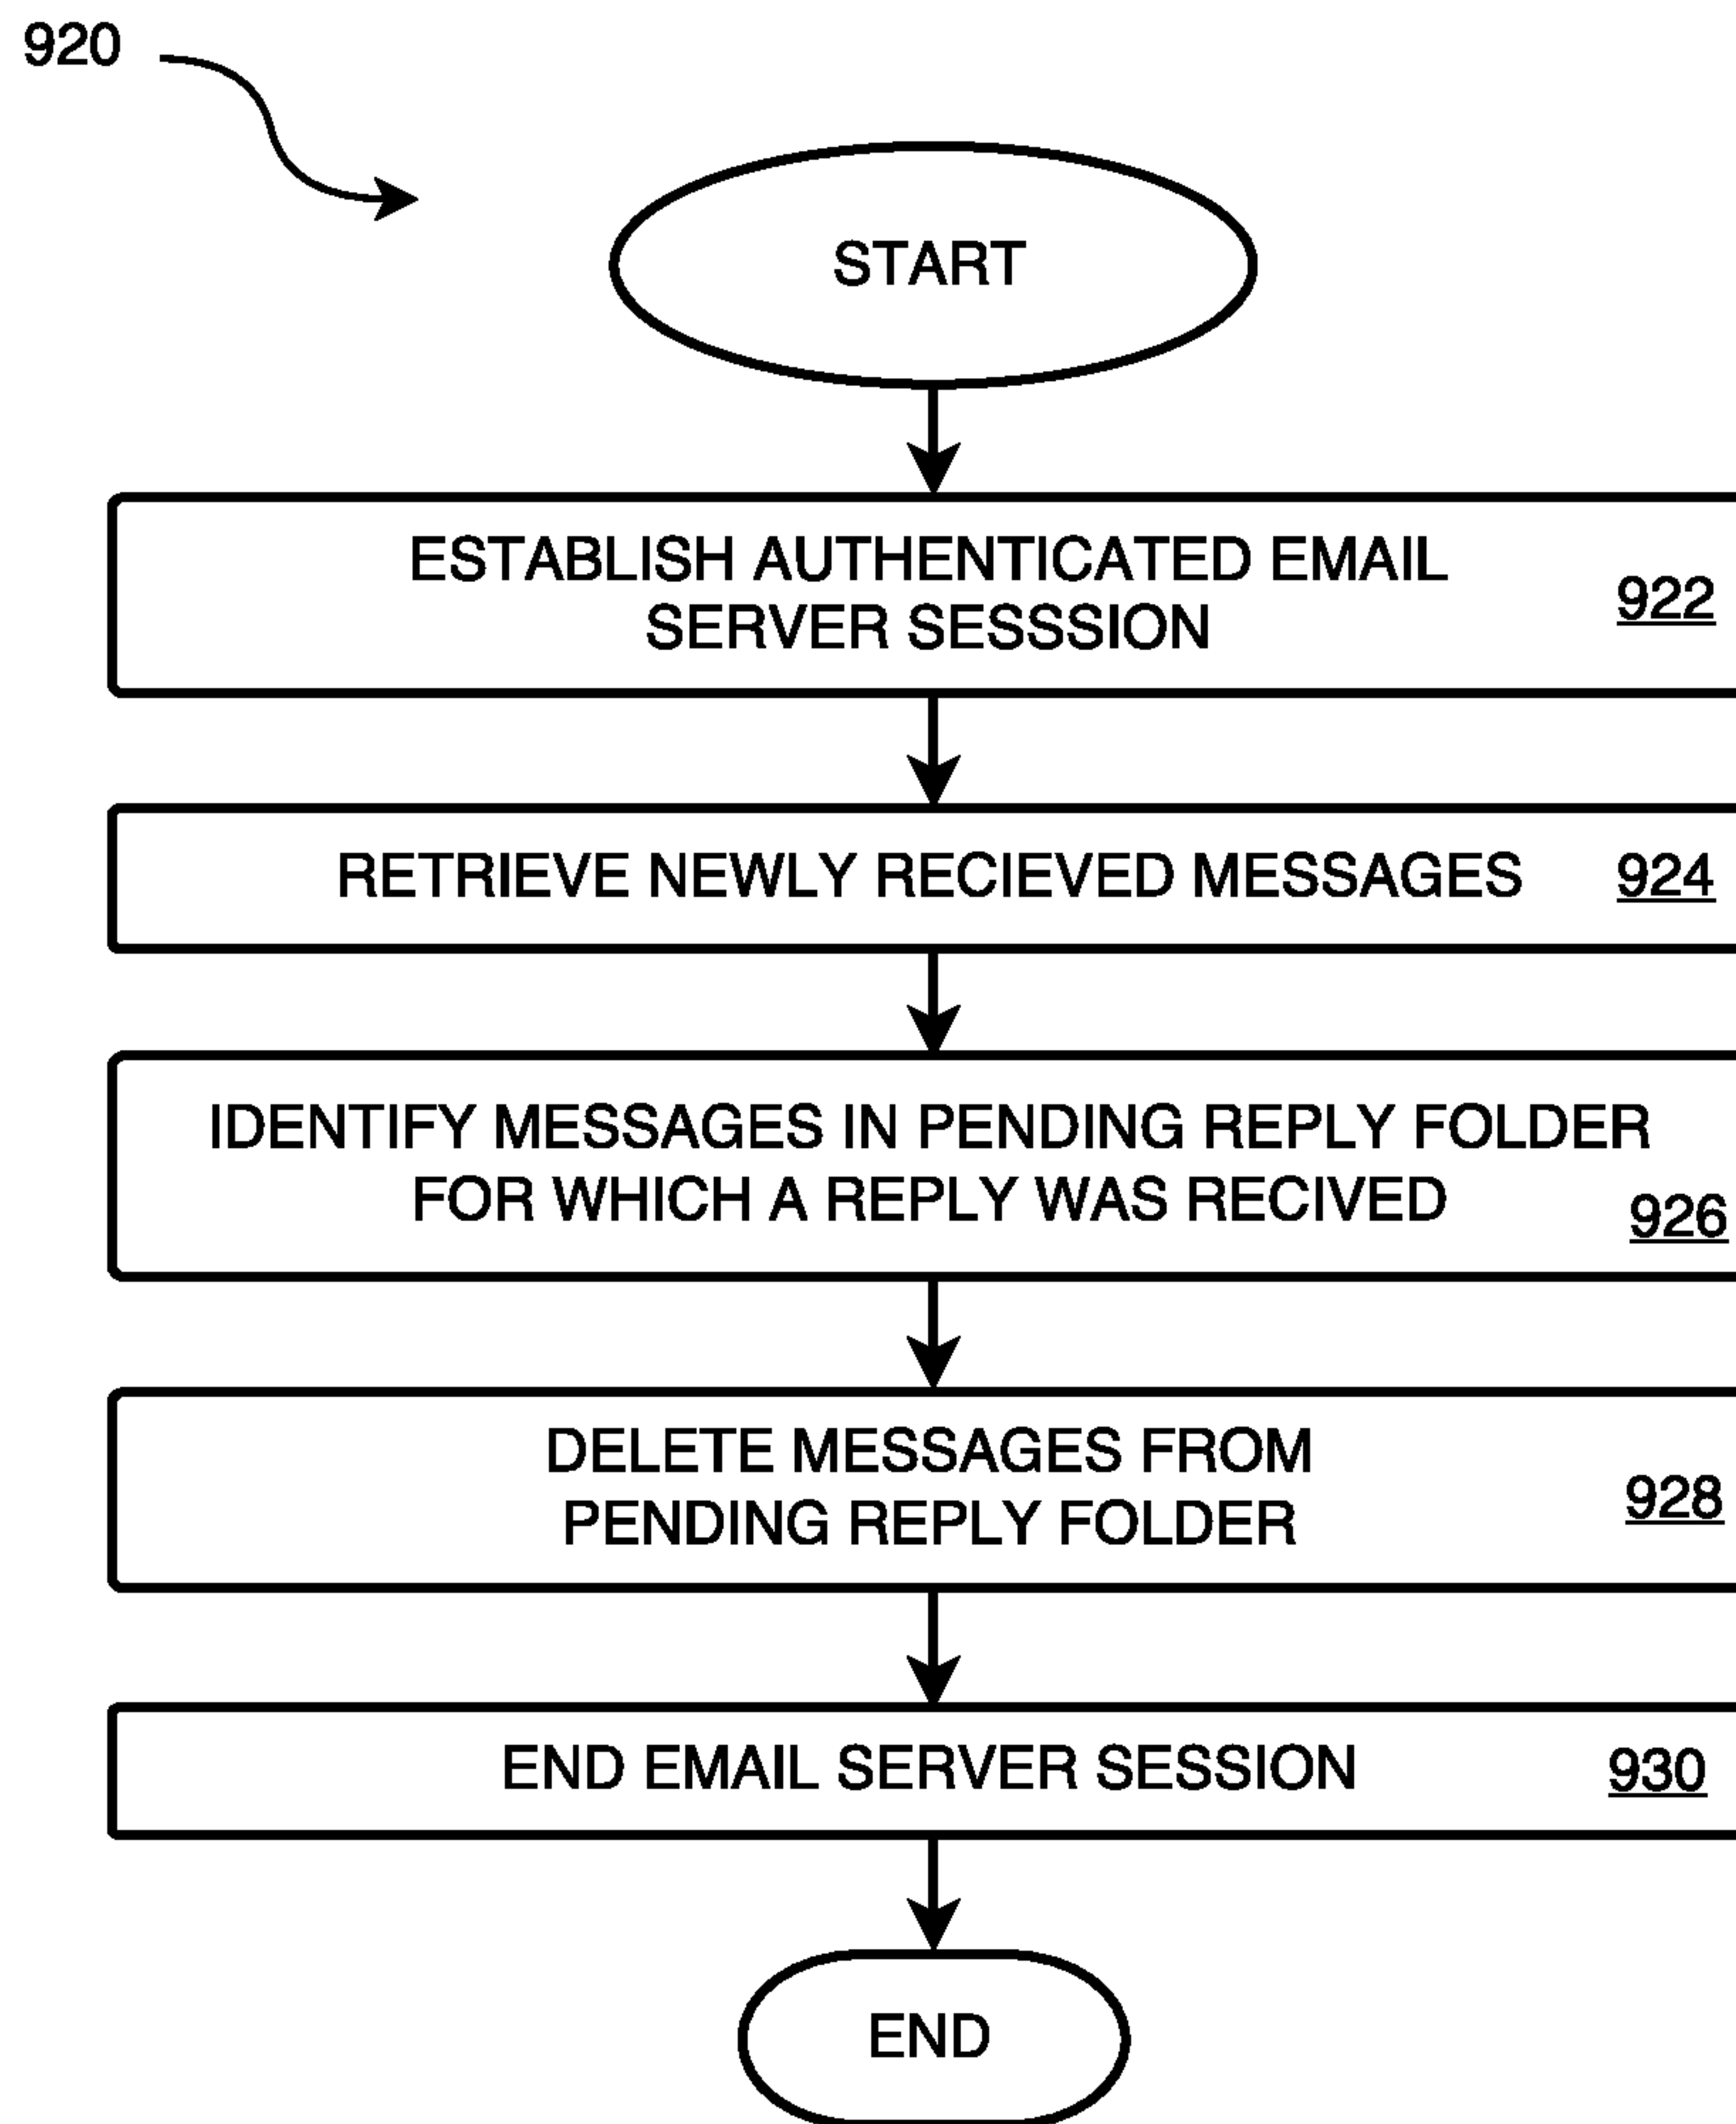 920
START
ESTABLISH AUTHENTICATED EMAIL
SERVER SESSSION
922
RETRIEVE NEWLY RECIEVED MESSAGES 924
IDENTIFY MESSAGES IN PENDING REPLY FOLDER
FOR WHICH A REPLY WAS RECIVED
926
DELETE MESSAGES FROM
PENDING REPLY FOLDER
928
END EMAIL SERVER SESSION 930
END